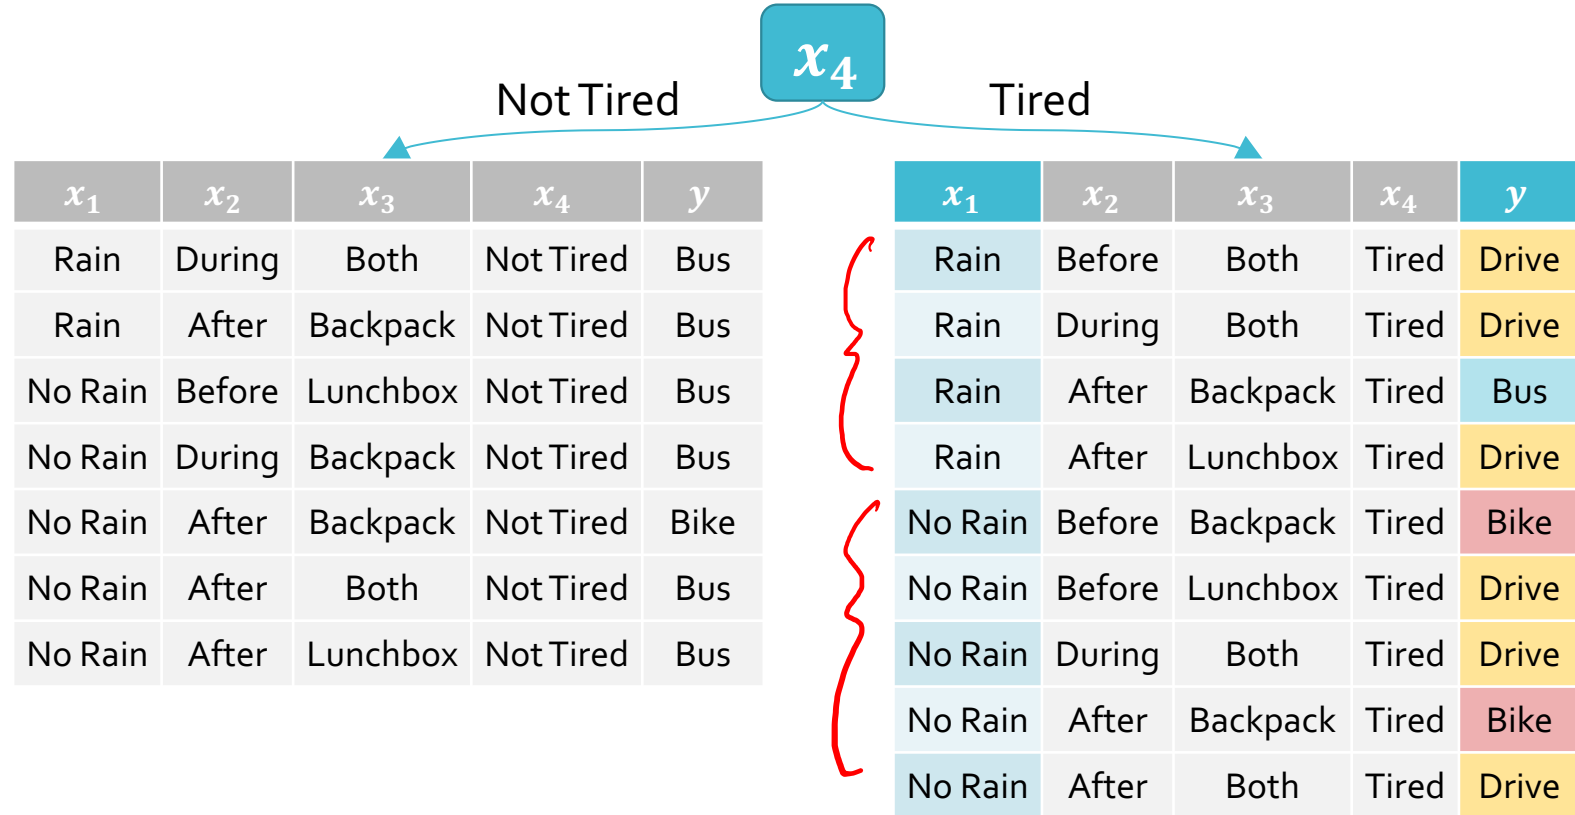 x₄
Not Tired Tired
x₁ x₂ x₃ x₄ y
Rain During Both Not Tired Bus
Rain After Backpack Not Tired Bus
No Rain Before Lunchbox Not Tired Bus
No Rain During Backpack Not Tired Bus
No Rain After Backpack Not Tired Bike
No Rain After Both Not Tired Bus
No Rain After Lunchbox Not Tired Bus
x₁ x₂ x₃ x₄ y
Rain Before Both Tired Drive
Rain During Both Tired Drive
Rain After Backpack Tired Bus
Rain After Lunchbox Tired Drive
No Rain Before Backpack Tired Bike
No Rain Before Lunchbox Tired Drive
No Rain During Both Tired Drive
No Rain After Backpack Tired Bike
No Rain After Both Tired Drive